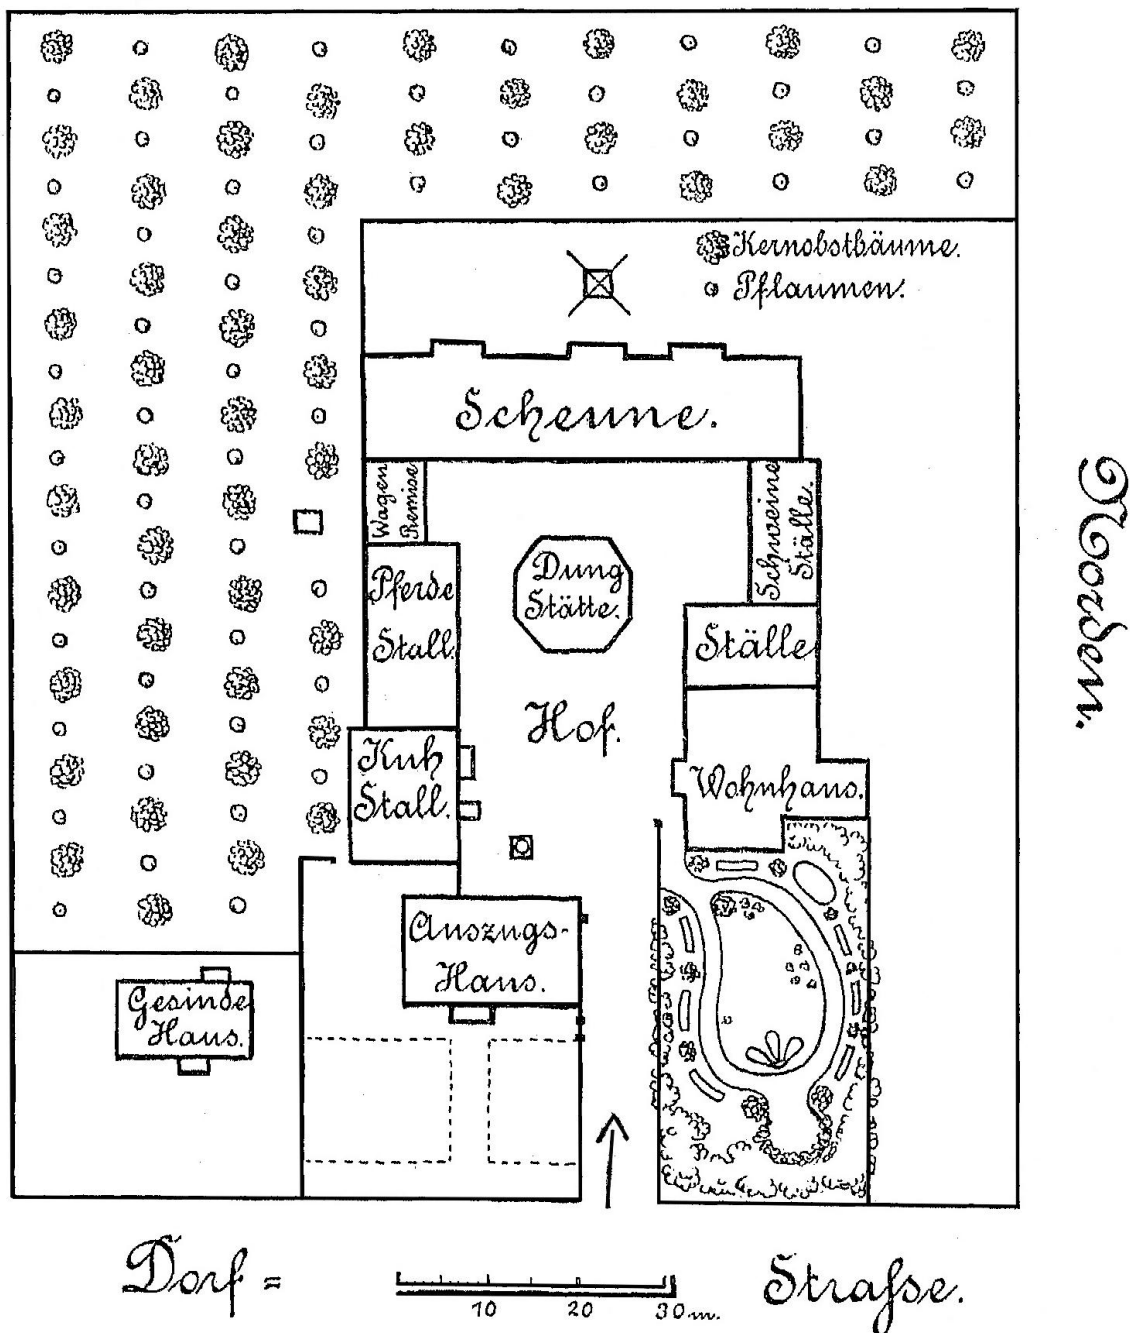 Kernobstbäume.
Pflaumen.
Scheune.
Wagen
Remise
Schweine
Ställe.
Dung
Stätte.
Pferde
Stall.
Ställe
Hof.
Kuh
Stall.
Wohnhaus.
Auszugs-
Haus.
Gesinde
Haus.
Norden.
Dorf =
Straſse.
10 20 30 m.